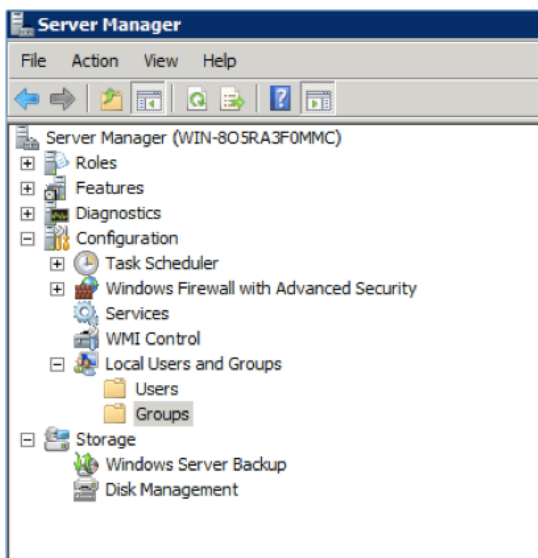 Server Manager
File Action View Help
Server Manager (WIN-8O5RA3F0MMC)
Roles
Features
Diagnostics
Configuration
Task Scheduler
Windows Firewall with Advanced Security
Services
WMI Control
Local Users and Groups
Users
Groups
Storage
Windows Server Backup
Disk Management